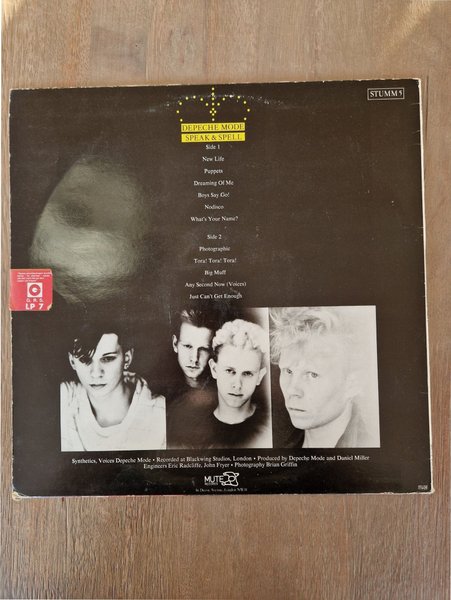 STUMM 5
DEPECHE MODE
SPEAK & SPELL
Side 1
New Life
Puppets
Dreaming Of Me
Boys Say Go!
Nodisco
What's Your Name?
Side 2
Photographic
Tora! Tora! Tora!
Big Muff
Any Second Now (Voices)
Just Can't Get Enough
LP 7
Synthetics, Voices Depeche Mode • Recorded at Blackwing Studios, London • Produced by Depeche Mode and Daniel Miller
Engineers Eric Radcliffe, John Fryer • Photography Brian Griffin
MUTE